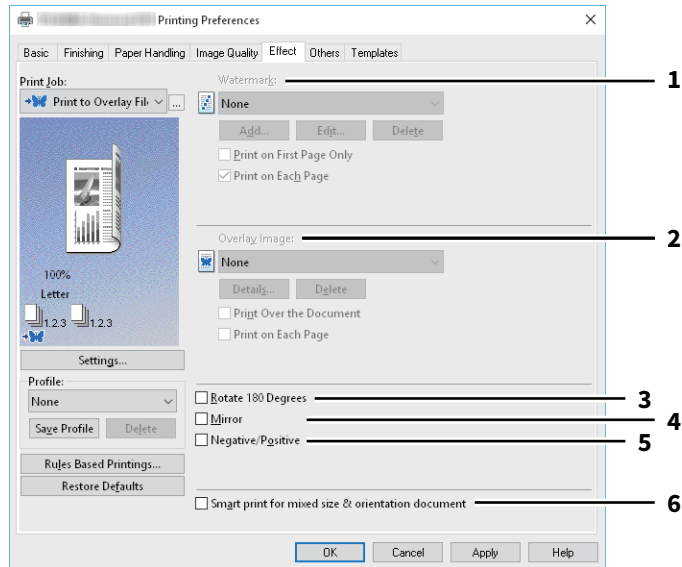 Printing Preferences
Basic Finishing Paper Handling Image Quality Effect Others Templates
Print Job:
Print to Overlay File
...
100%
Letter
1.2.3 1.2.3
Settings...
Profile:
None
Save Profile Delete
Rules Based Printings...
Restore Defaults
Watermark:
None
Add... Edit... Delete
Print on First Page Only
Print on Each Page
Overlay Image:
None
Details... Delete
Print Over the Document
Print on Each Page
Rotate 180 Degrees
Mirror
Negative/Positive
Smart print for mixed size & orientation document
OK Cancel Apply Help
1
2
3
4
5
6